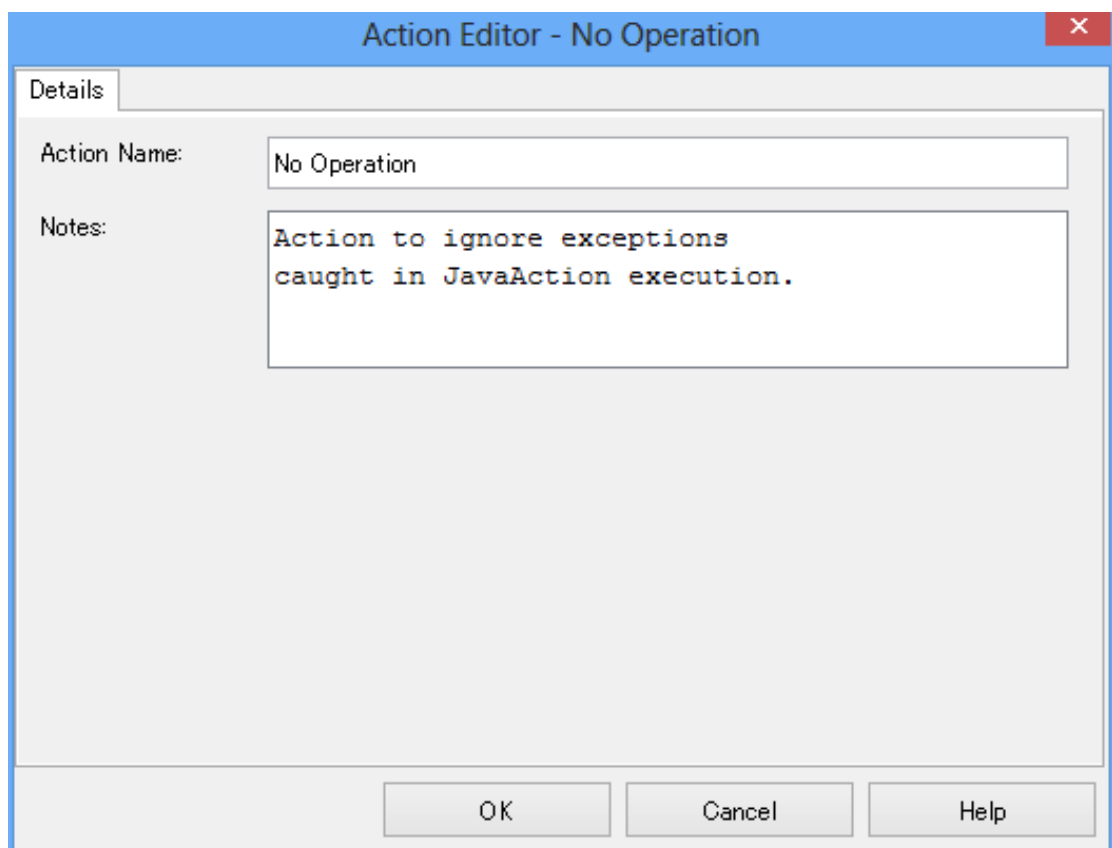 Action Editor - No Operation
Details
Action Name:
No Operation
Notes:
Action to ignore exceptions
caught in JavaAction execution.
OK
Cancel
Help